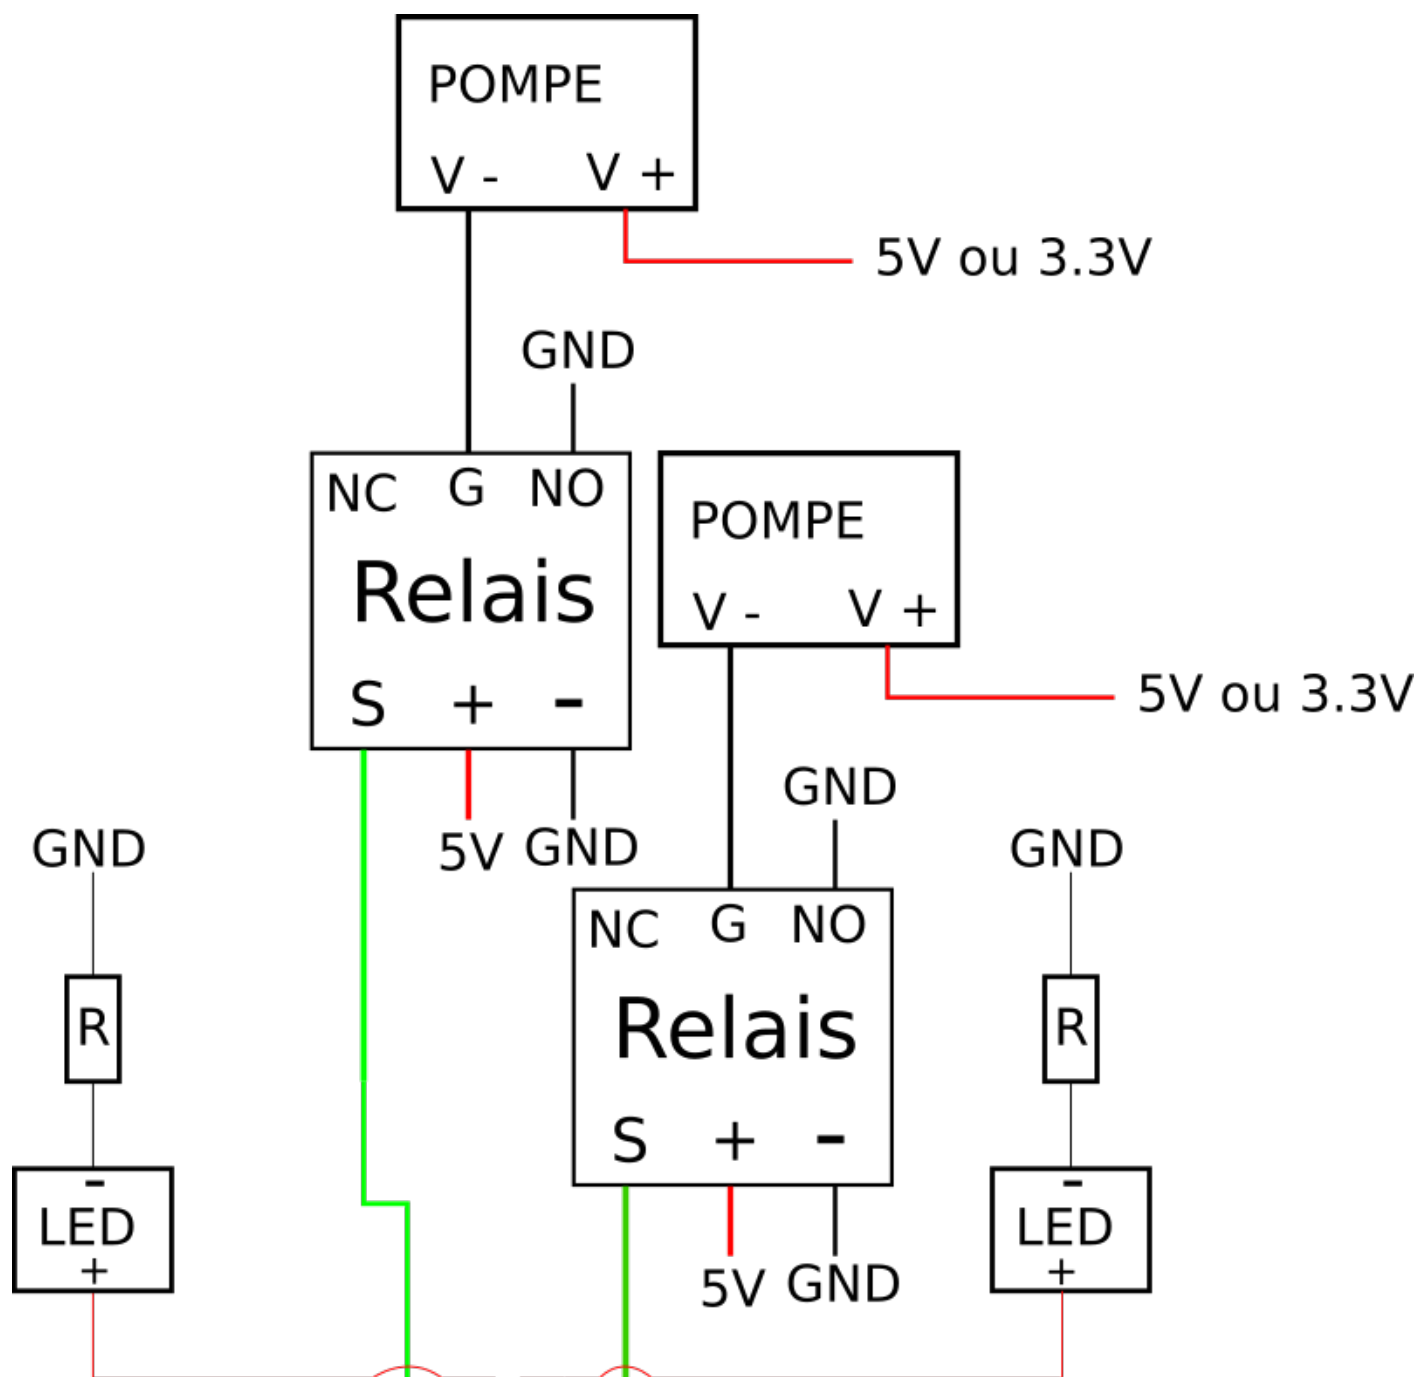 POMPE
V - V +
5V ou 3.3V
GND
NC G NO
Relais
S + -
5V GND
POMPE
V - V +
5V ou 3.3V
GND
NC G NO
Relais
S + -
5V GND
GND
R
-
LED
+
GND
R
-
LED
+